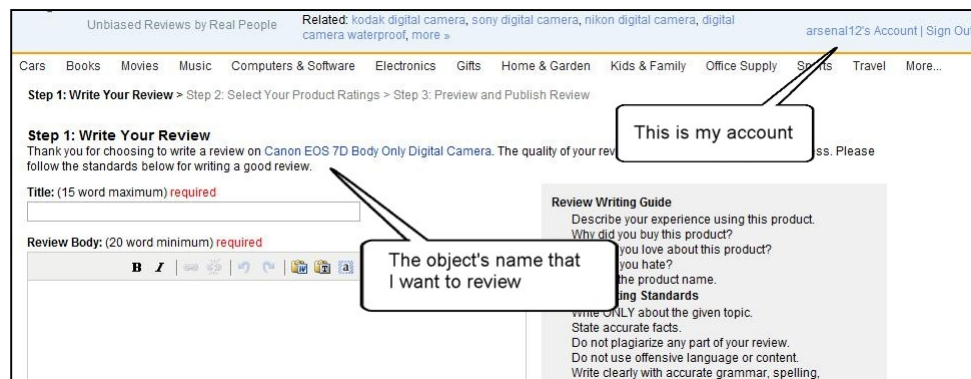 Unbiased Reviews by Real People
Related: kodak digital camera, sony digital camera, nikon digital camera, digital
camera waterproof, more »
arsenal12's Account | Sign Out
Cars Books Movies Music Computers & Software Electronics Gifts Home & Garden Kids & Family Office Supply Sports Travel More...
Step 1: Write Your Review > Step 2: Select Your Product Ratings > Step 3: Preview and Publish Review
This is my account
Step 1: Write Your Review
Thank you for choosing to write a review on Canon EOS 7D Body Only Digital Camera. The quality of your ss. Please
follow the standards below for writing a good review.
Title: (15 word maximum) required
Review Body: (20 word minimum) required
B I
The object's name that
I want to review
Review Writing Guide
Describe your experience using this product.
Why did you buy this product?
you love about this product?
you hate?
the product name.
Standards
Write ONLY about the given topic.
State accurate facts.
Do not plagiarize any part of your review.
Do not use offensive language or content.
Write clearly with accurate grammar, spelling,